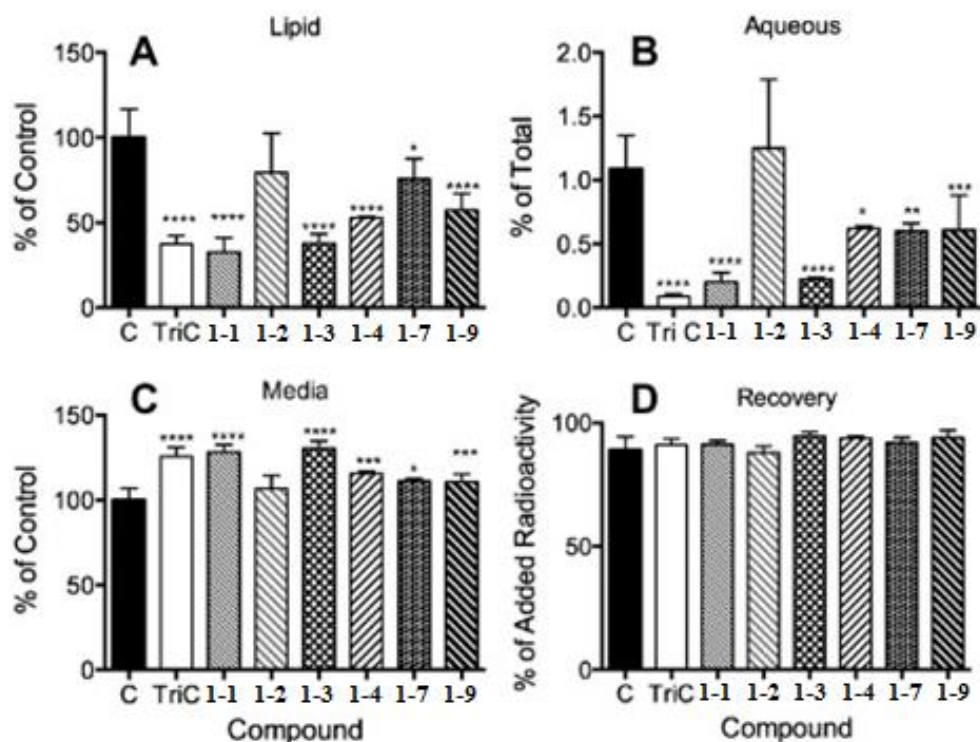 A Lipid
% of Control
150
100
50
0
**** **** **** **** * ****
C TriC 1-1 1-2 1-3 1-4 1-7 1-9
B Aqueous
% of Total
2.0
1.5
1.0
0.5
0.0
**** **** **** * ** ***
C Tri C 1-1 1-2 1-3 1-4 1-7 1-9
C Media
% of Control
150
100
50
0
**** **** **** *** * ***
C TriC 1-1 1-2 1-3 1-4 1-7 1-9
Compound
D Recovery
% of Added Radioactivity
100
50
0
C TriC 1-1 1-2 1-3 1-4 1-7 1-9
Compound